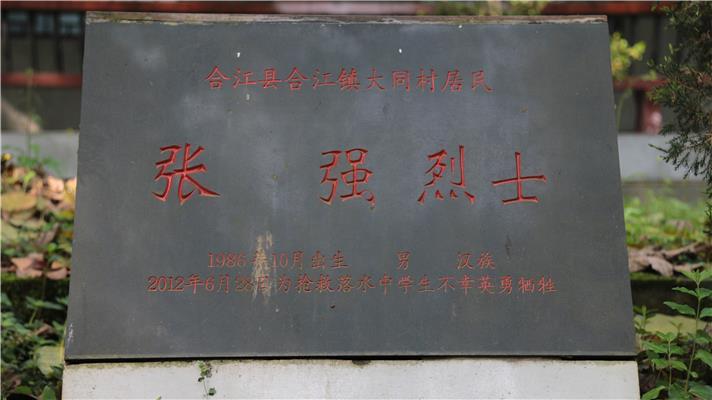 合江县合江镇大同村居民
张 强 烈士
1986年10月出生 男 汉族
2012年6月28日为抢救落水中学生不幸英勇牺牲